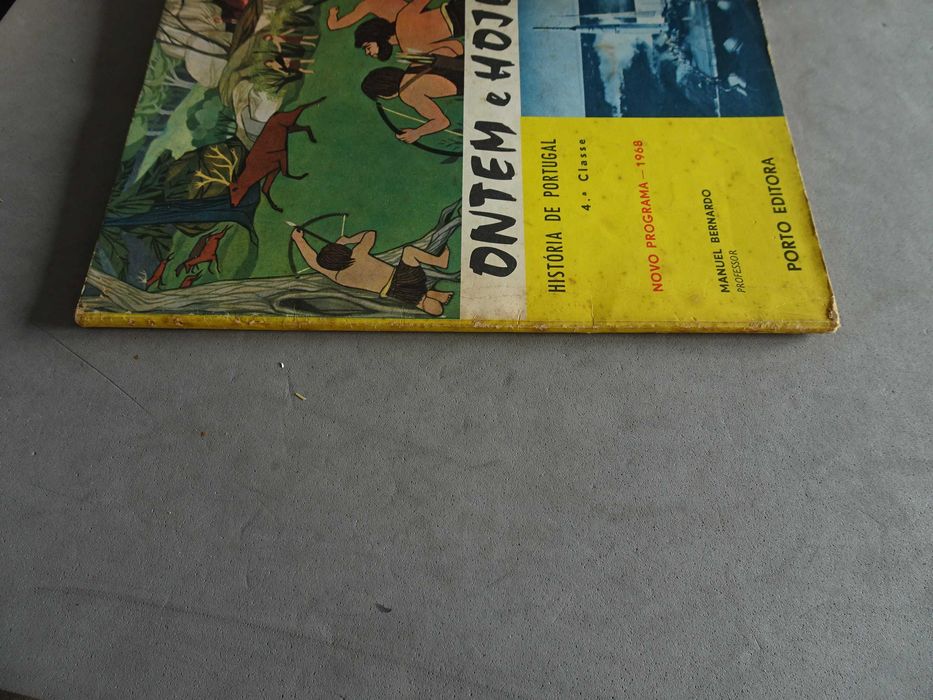 ONTEM e HOJE
HISTÓRIA DE PORTUGAL
4.ª Classe
NOVO PROGRAMA — 1968
MANUEL BERNARDO
PROFESSOR
PORTO EDITORA